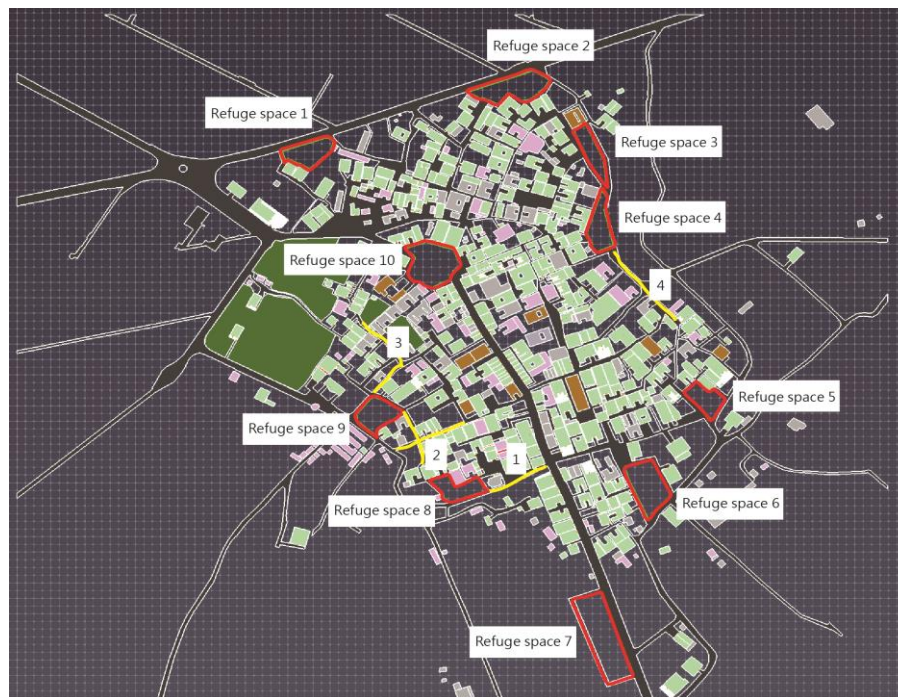 Refuge space 2
Refuge space 1
Refuge space 3
Refuge space 4
Refuge space 10
4
3
Refuge space 5
Refuge space 9
2
1
Refuge space 6
Refuge space 8
Refuge space 7